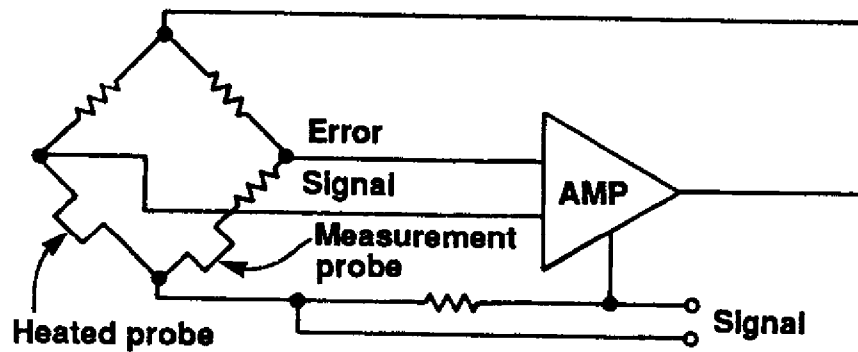 Error
Signal
AMP
Measurement
probe
Heated probe
Signal